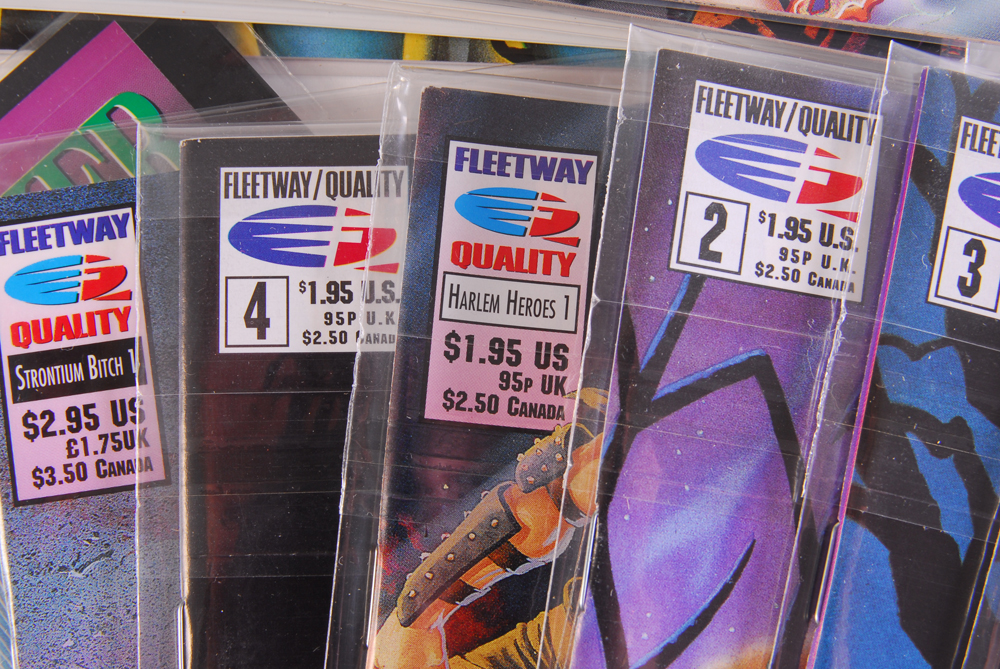 FLEETWAY
QUALITY
STRONTIUM BITCH 1
$2.95 US
£1.75UK
$3.50 CANADA
FLEETWAY/QUALITY
4
$1.95 U.S.
95P U.K
$2.50 CANAD
FLEETWAY
QUALITY
HARLEM HEROES 1
$1.95 US
95P UK
$2.50 CANADA
FLEETWAY/QUALITY
2
$1.95 U.S.
95P U.K.
$2.50 CANADA
FLEE
3